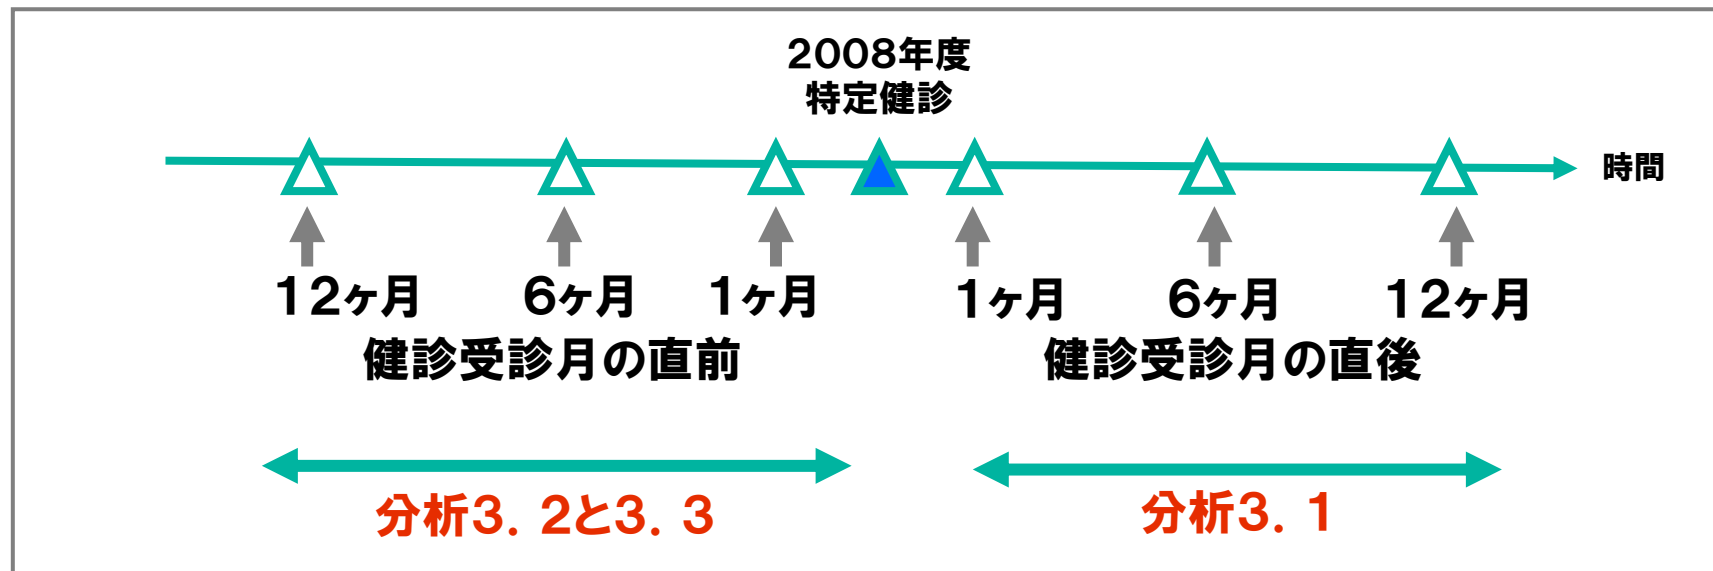 2008年度
特定健診
時間
12ヶ月 6ヶ月 1ヶ月 1ヶ月 6ヶ月 12ヶ月
健診受診月の直前 健診受診月の直後
分析3．2と3．3 分析3．1